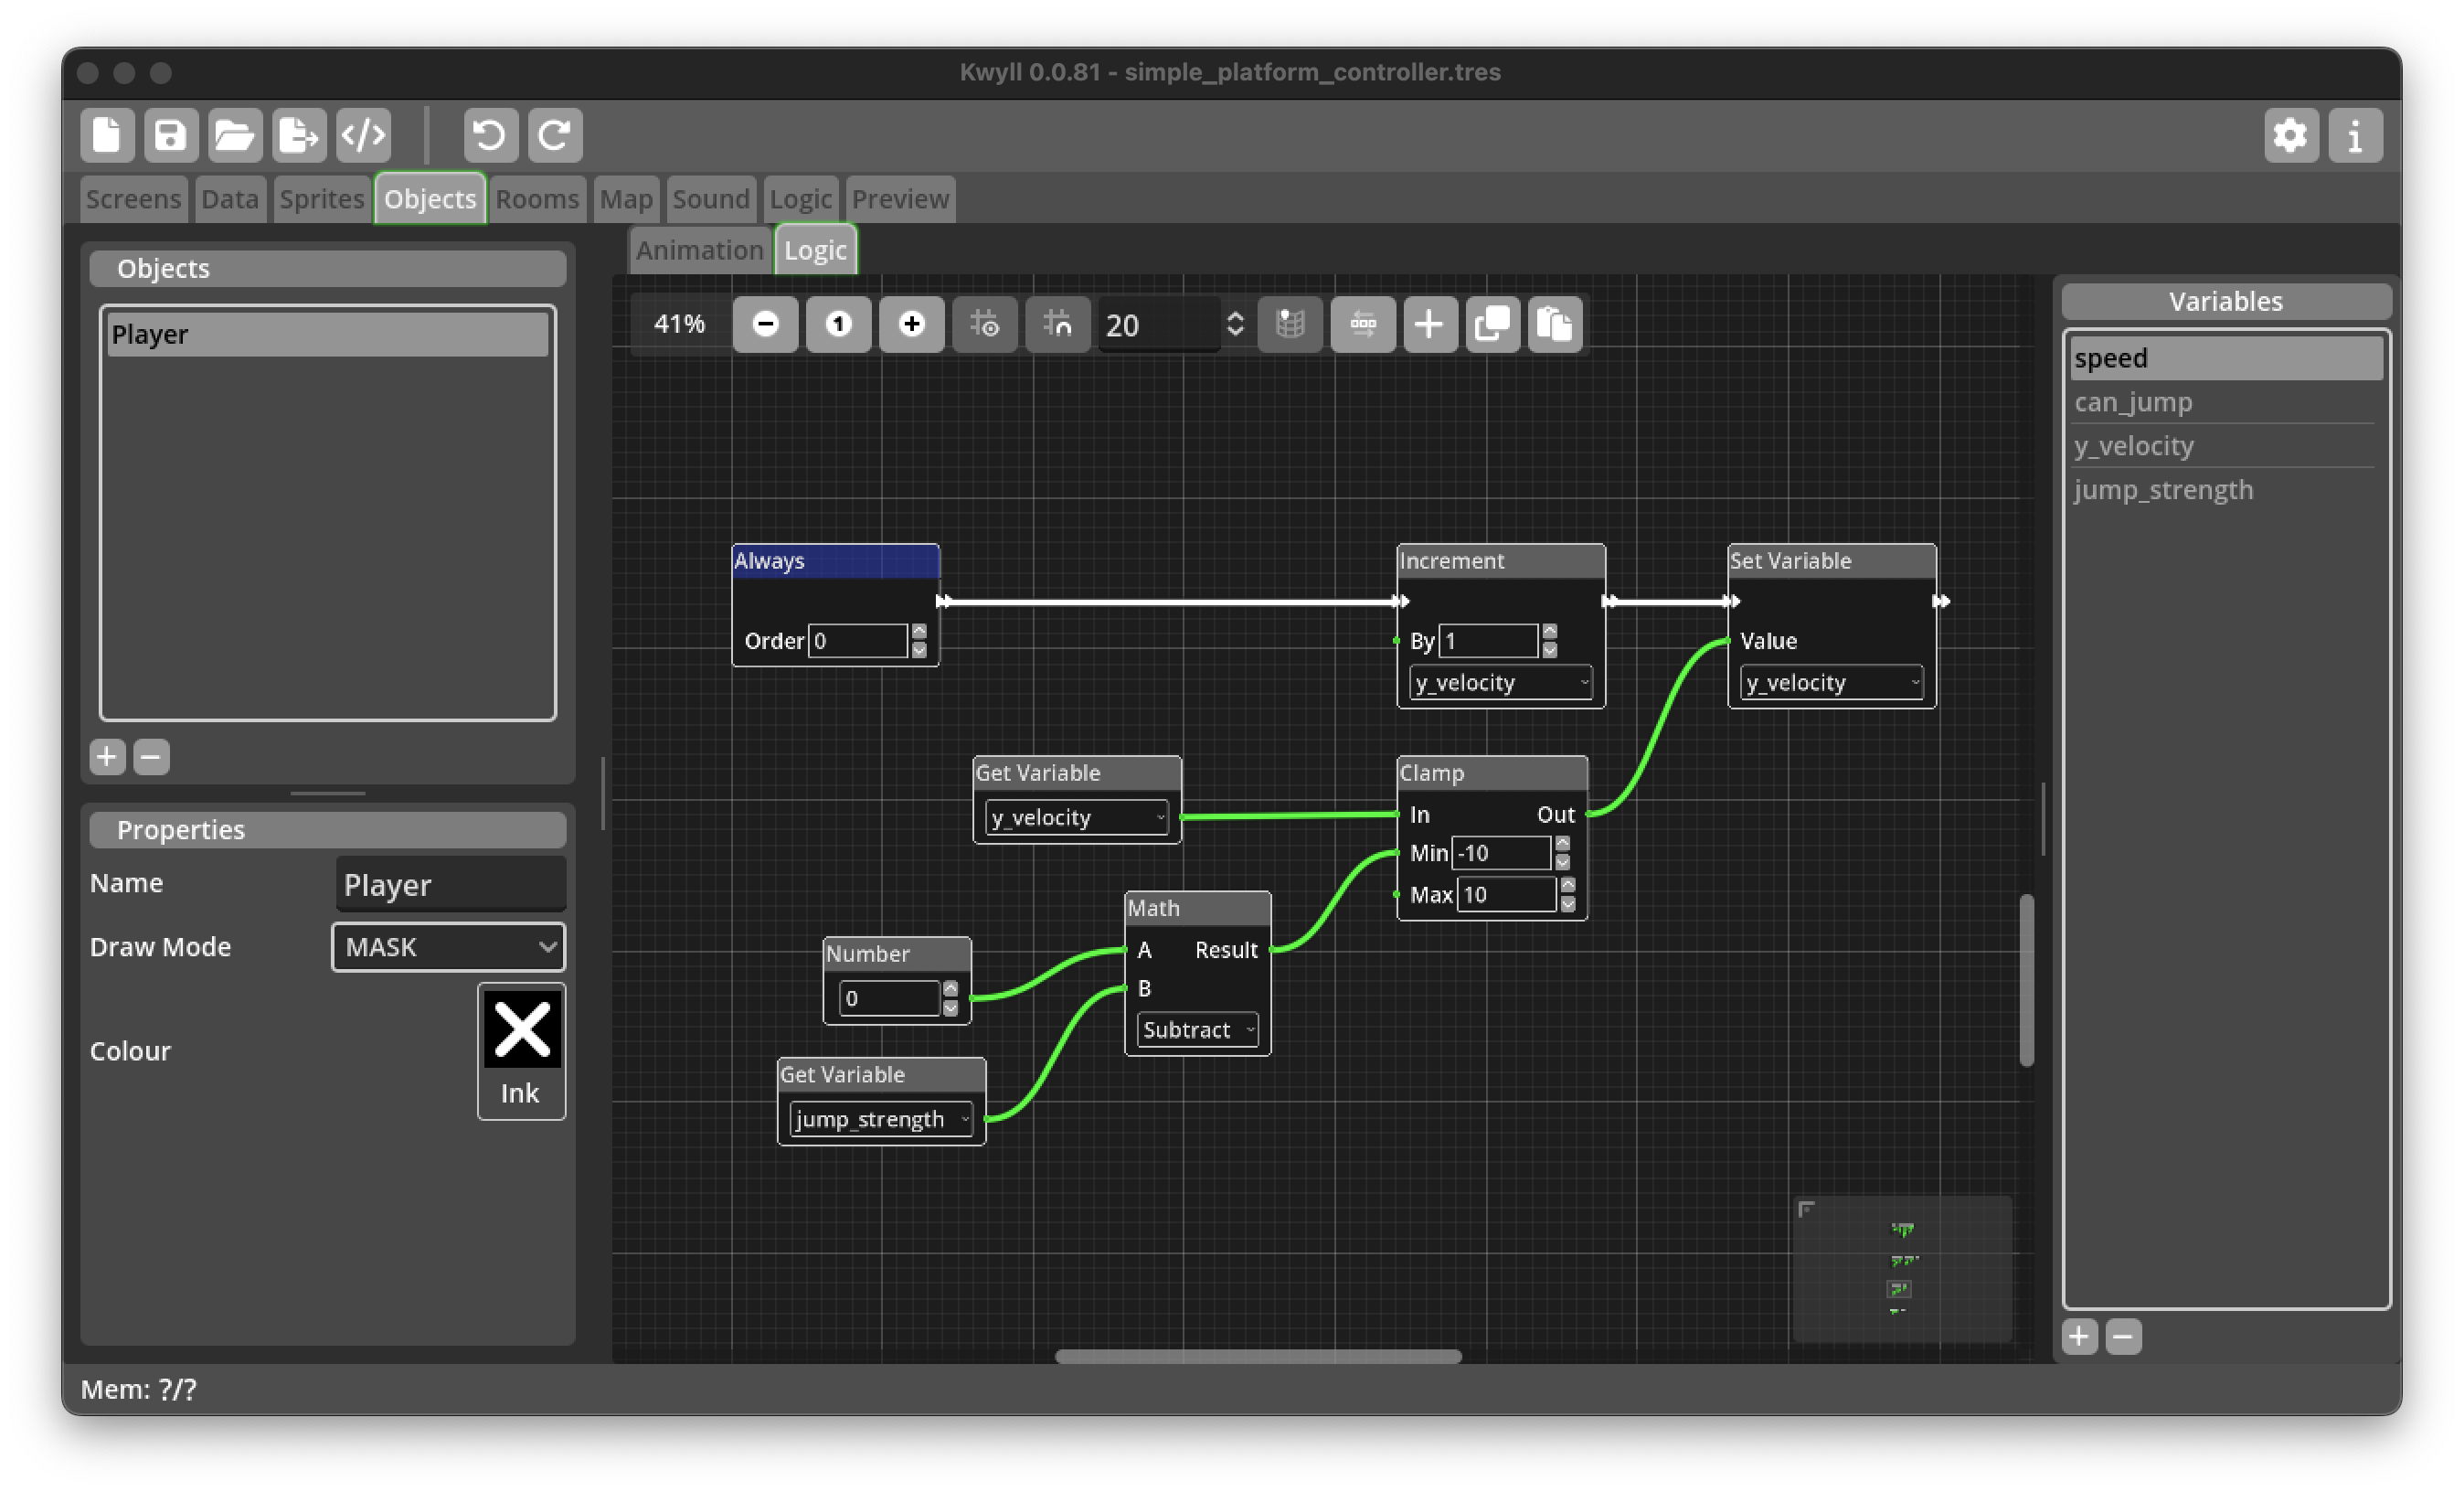 Kwyll 0.0.81 - simple_platform_controller.tres
Screens Data Sprites Objects Rooms Map Sound Logic Preview
Objects
Player
Properties
Name Player
Draw Mode MASK
Colour
Ink
Animation Logic
41% 1 20
Always
Order 0
Increment
By 1
y_velocity
Set Variable
Value
y_velocity
Get Variable
y_velocity
Clamp
In Out
Min -10
Max 10
Math
A Result
B
Subtract
Number
0
Get Variable
jump_strength
Variables
speed
can_jump
y_velocity
jump_strength
Mem: ?/?